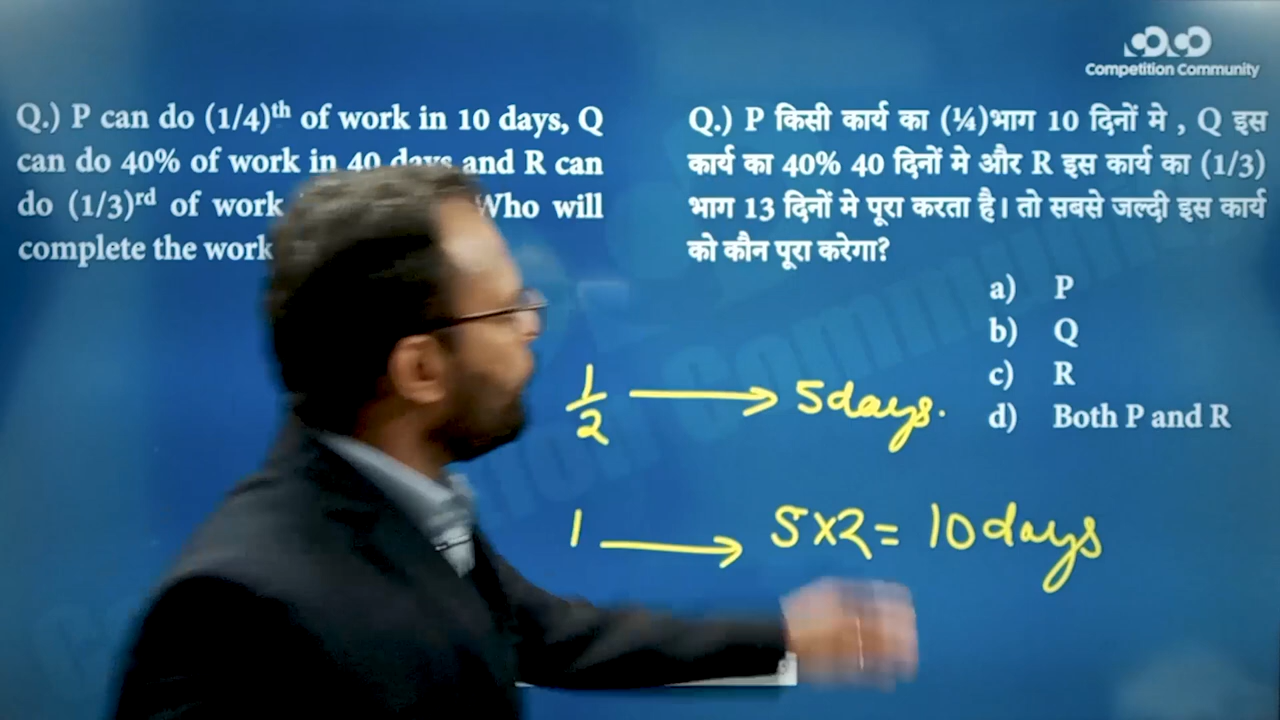 Competition Community
Q.) P can do (1/4)th of work in 10 days, Q
can do 40% of work in 40 days and R can
do (1/3)rd of work Who will
complete the work
Q.) P किसी कार्य का (¼)भाग 10 दिनों मे , Q इस
कार्य का 40% 40 दिनों मे और R इस कार्य का (1/3)
भाग 13 दिनों मे पूरा करता है। तो सबसे जल्दी इस कार्य
को कौन पूरा करेगा?
a) P
b) Q
c) R
d) Both P and R
1/2 → 5 days.
1 → 5×2 = 10 days